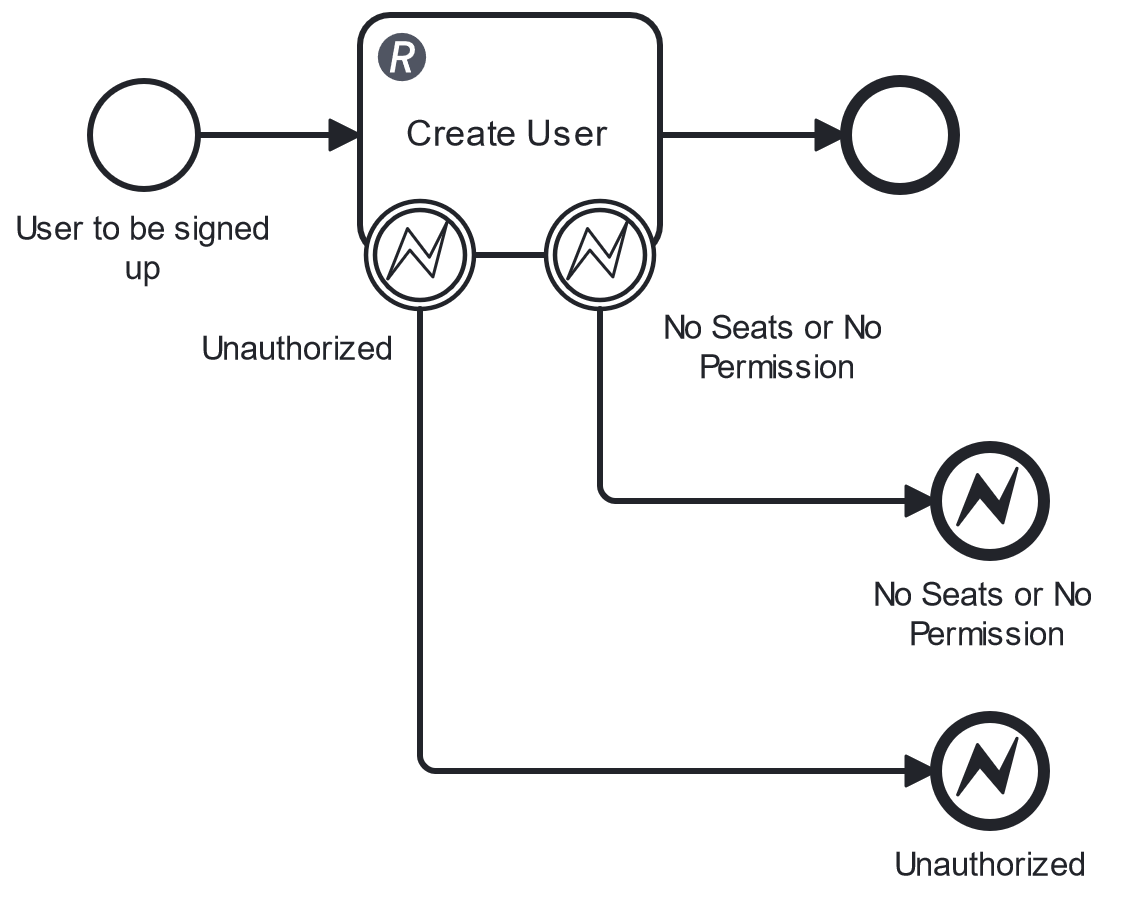 R
Create User
User to be signed
up
Unauthorized
No Seats or No
Permission
No Seats or No
Permission
Unauthorized